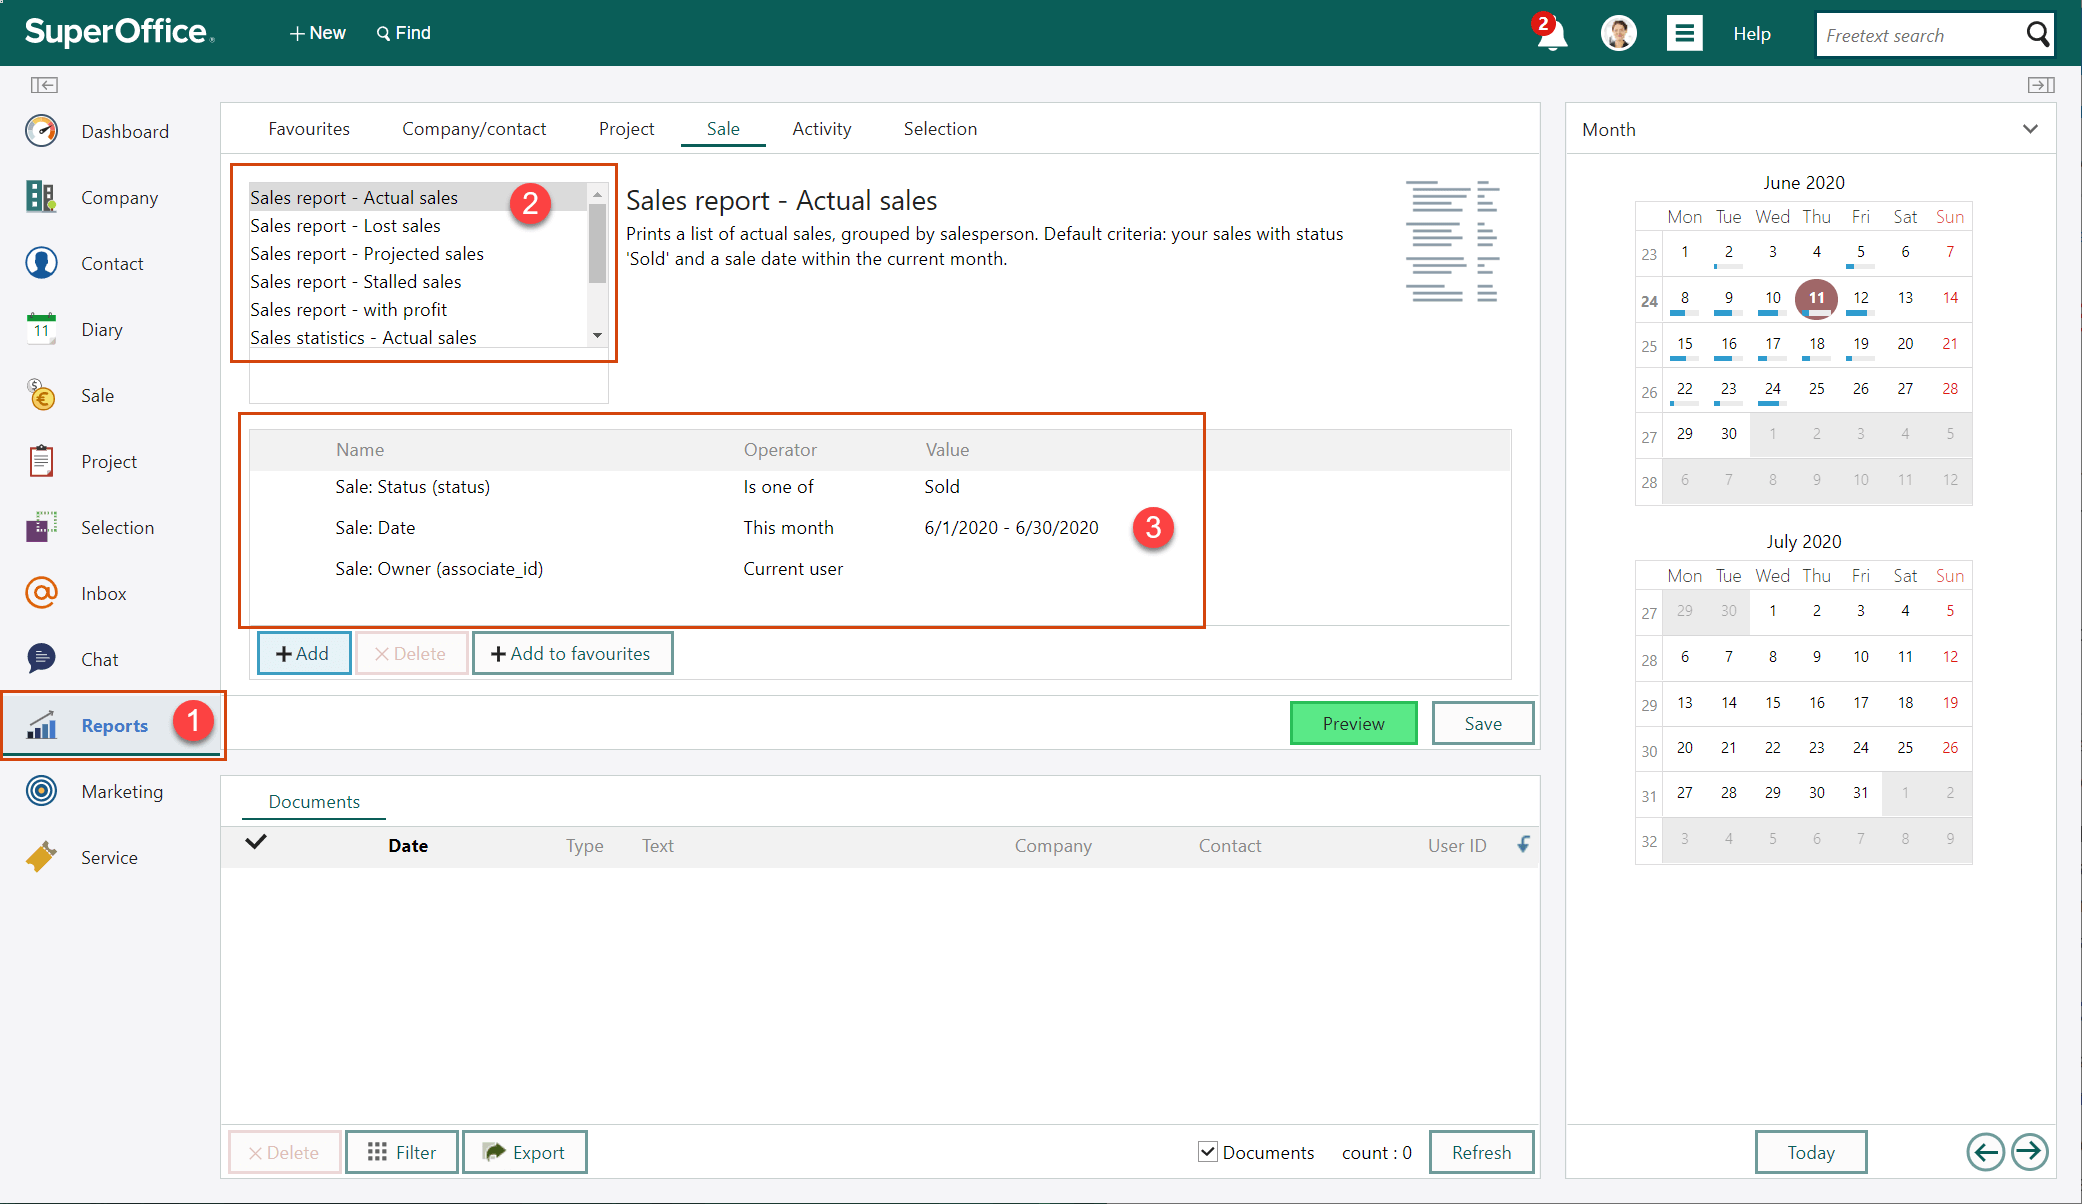 SuperOffice.
New
Find
2
Help
Freetext search
Dashboard
Company
Contact
11
Diary
Sale
Project
Selection
Inbox
Chat
Reports
1
Marketing
Service
Favourites
Company/contact
Project
Sale
Activity
Selection
Sales report - Actual sales
Sales report - Lost sales
Sales report - Projected sales
Sales report - Stalled sales
Sales report - with profit
Sales statistics - Actual sales
2
Sales report - Actual sales
Prints a list of actual sales, grouped by salesperson. Default criteria: your sales with status
'Sold' and a sale date within the current month.
Name Operator Value
Sale: Status (status) Is one of Sold
Sale: Date This month 6/1/2020 - 6/30/2020
3
Sale: Owner (associate_id) Current user
Add
Delete
Add to favourites
Preview
Save
Documents
Date Type Text Company Contact User ID
Delete
Filter
Export
Documents
count : 0
Refresh
Month
June 2020
Mon Tue Wed Thu Fri Sat Sun
23 1 2 3 4 5 6 7
24 8 9 10 11 12 13 14
25 15 16 17 18 19 20 21
26 22 23 24 25 26 27 28
27 29 30 1 2 3 4 5
28 6 7 8 9 10 11 12
July 2020
Mon Tue Wed Thu Fri Sat Sun
27 29 30 1 2 3 4 5
28 6 7 8 9 10 11 12
29 13 14 15 16 17 18 19
30 20 21 22 23 24 25 26
31 27 28 29 30 31 1 2
32 3 4 5 6 7 8 9
Today